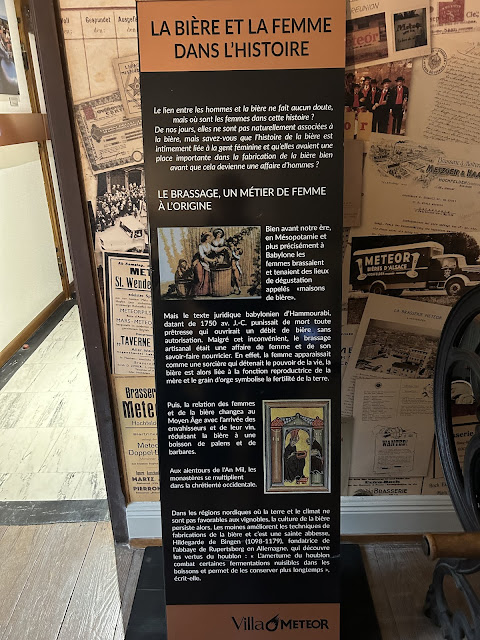 LA BIÈRE ET LA FEMME
DANS L'HISTOIRE
Le lien entre les hommes et la bière ne fait aucun doute,
mais où sont les femmes dans cette histoire ?
De nos jours, elles ne sont pas naturellement associées à
la bière, mais savez-vous que l'histoire de la bière est
intimement liée à la gent féminine et qu'elles avaient une
place importante dans la fabrication de la bière bien
avant que cela devienne une affaire d'hommes ?
LE BRASSAGE, UN MÉTIER DE FEMME
À L'ORIGINE
Bien avant notre ère,
en Mésopotamie et
plus précisément à
Babylone les
femmes brassaient
et tenaient des lieux
de dégustation
appelés «maisons
de bière».
Mais le texte juridique babylonien d'Hammourabi,
datant de 1750 av. J.-C. punissait de mort toute
prêtresse qui ouvrirait un débit de bière sans
autorisation. Malgré cet inconvénient, le brassage
artisanal était une affaire de femme et de son
savoir-faire nourricier. En effet, la femme apparaissait
comme une sorcière qui détenait le pouvoir de la vie, la
bière est alors liée à la fonction reproductrice de la
mère et le grain d'orge symbolise la fertilité de la terre.
Puis, la relation des femmes
et de la bière changea au
Moyen Âge avec l'arrivée des
envahisseurs et de leur vin,
réduisant la bière à une
boisson de païens et de
barbares.
Aux alentours de l'An Mil, les
monastères se multiplient
dans la chrétienté occidentale.
Dans les régions nordiques où la terre et le climat ne
sont pas favorables aux vignobles, la culture de la bière
persiste alors. Les moines améliorent les techniques de
fabrications de la bière et c'est une sainte abbesse,
Hildegarde de Bingen (1098-1179), fondatrice de
l'abbaye de Rupertsberg en Allemagne, qui découvre
les vertus du houblon : « L'amertume du houblon
combat certaines fermentations nuisibles dans les
boissons et permet de les conserver plus longtemps »,
écrit-elle.
Villa METEOR
METEOR
BIÈRES D'ALSACE
METEOR
St. Wende
TAVERNE
Brasserie
Meteo
Doppel-
MARTZ
PIERRON
WANTED
BRASSERIE
METZGER & HAA